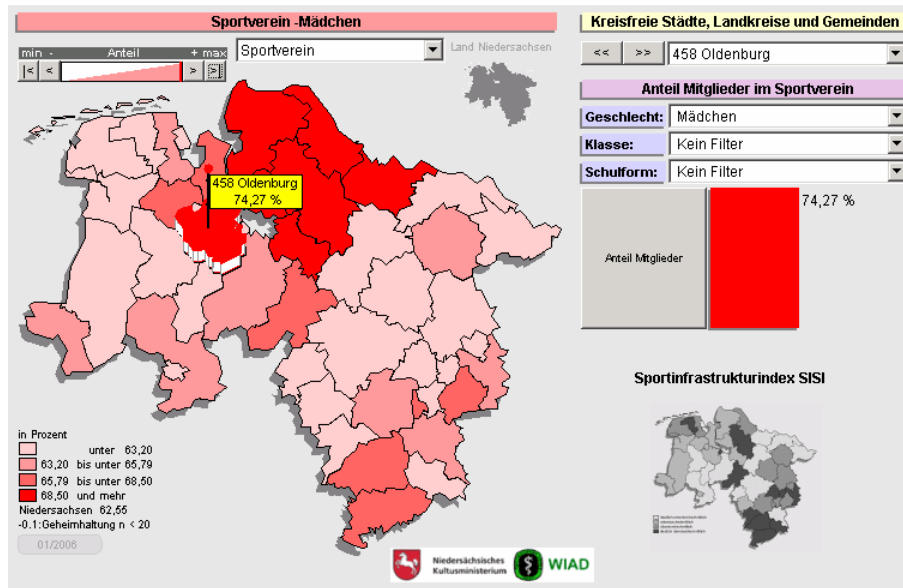 Sportverein -Mädchen
min - Anteil + max
|< < > >|
Sportverein
Land Niedersachsen
458 Oldenburg
74,27 %
in Prozent
unter 63,20
63,20 bis unter 65,79
65,79 bis unter 68,50
68,50 und mehr
Niedersachsen 62,55
-0.1:Geheimhaltung n < 20
01/2006
Kreisfreie Städte, Landkreise und Gemeinden
<< >> 458 Oldenburg
Anteil Mitglieder im Sportverein
Geschlecht: Mädchen
Klasse: Kein Filter
Schulform: Kein Filter
Anteil Mitglieder
74,27 %
Sportinfrastrukturindex SISI
Niedersächsisches
Kultusministerium
WIAD